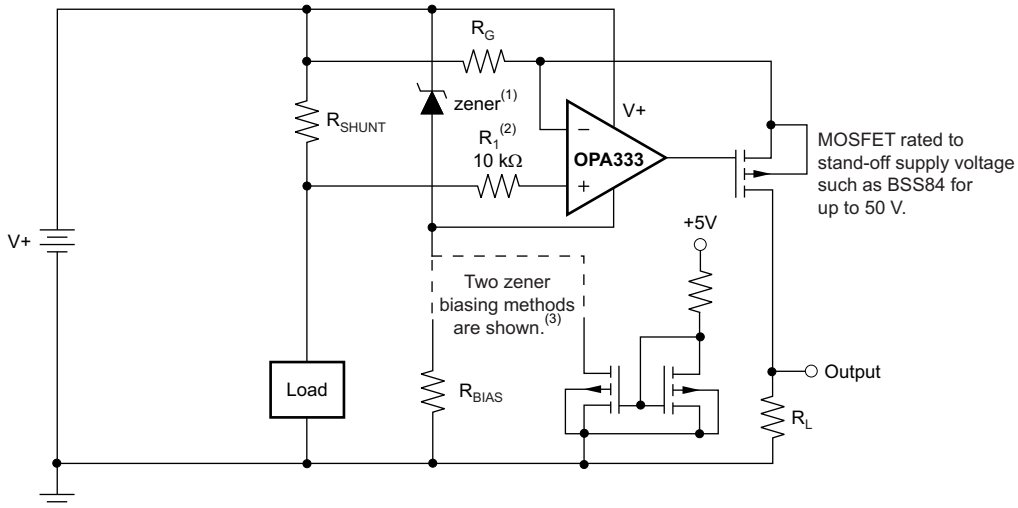 R_G
V+
zener(1)
R_SHUNT
R_1(2)
10 kΩ
−
OPA333
+
MOSFET rated to
stand-off supply voltage
such as BSS84 for
up to 50 V.
+5V
V+
Two zener
biasing methods
are shown.(3)
Load
R_BIAS
Output
R_L